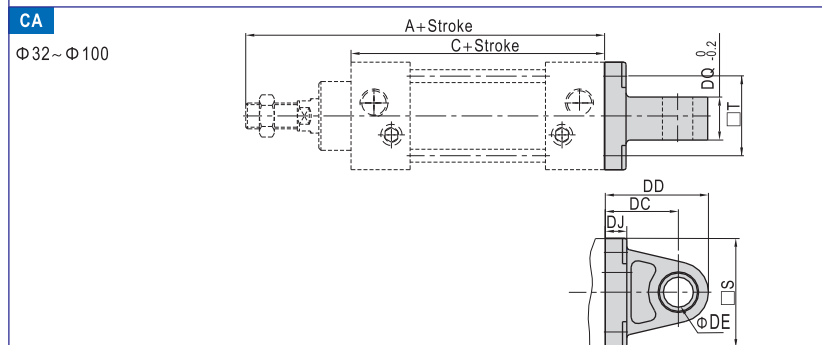 CA
Φ32~Φ100
A+Stroke
C+Stroke
DQ 0 -0.2
□T
DD
DC
DJ
□S
ΦDE